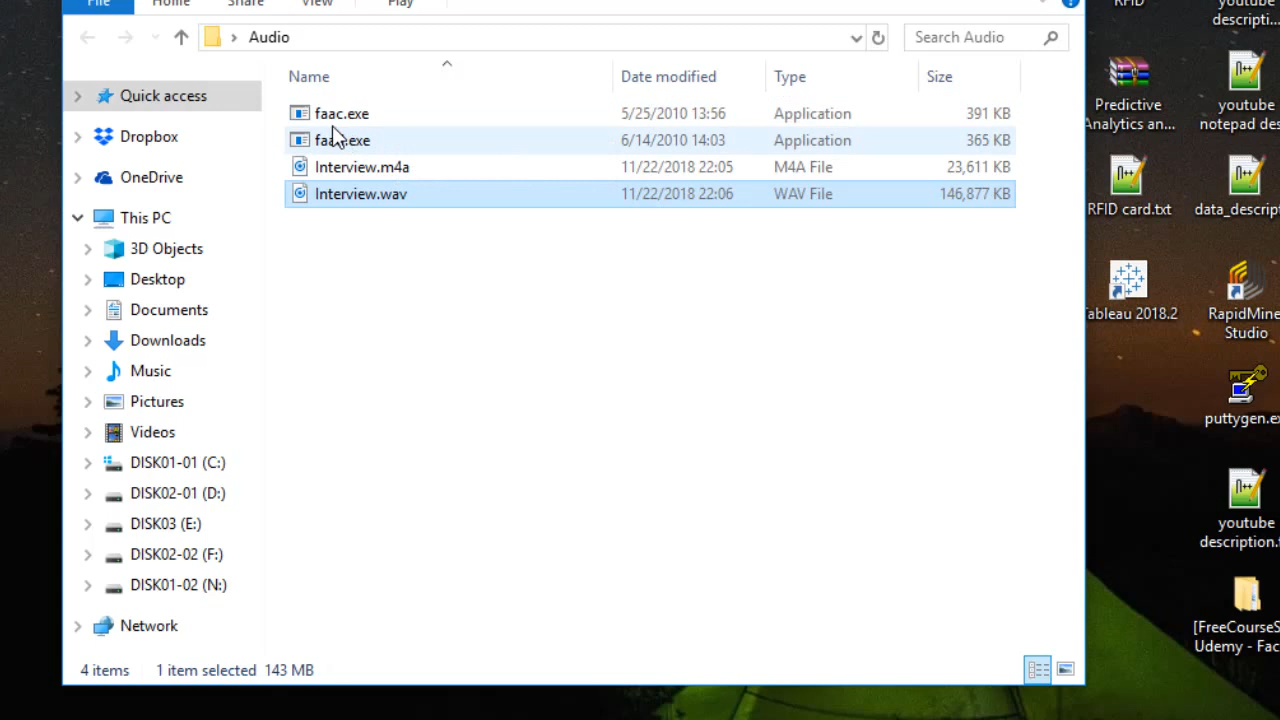 File Home Share View Play
Audio
Search Audio
Name Date modified Type Size
faac.exe 5/25/2010 13:56 Application 391 KB
6/14/2010 14:03 Application 365 KB
Interview.m4a 11/22/2018 22:05 M4A File 23,611 KB
Interview.wav 11/22/2018 22:06 WAV File 146,877 KB
Quick access
Dropbox
OneDrive
This PC
3D Objects
Desktop
Documents
Downloads
Music
Pictures
Videos
DISK01-01 (C:)
DISK02-01 (D:)
DISK03 (E:)
DISK02-02 (F:)
DISK01-02 (N:)
Network
4 items 1 item selected 143 MB
RFID
youtube
descripti...
Predictive
Analytics an...
youtube
notepad des
RFID card.txt
data_descrip
Tableau 2018.2
RapidMine
Studio
puttygen.ex
youtube
description.t
[FreeCourseS
Udemy - Fac